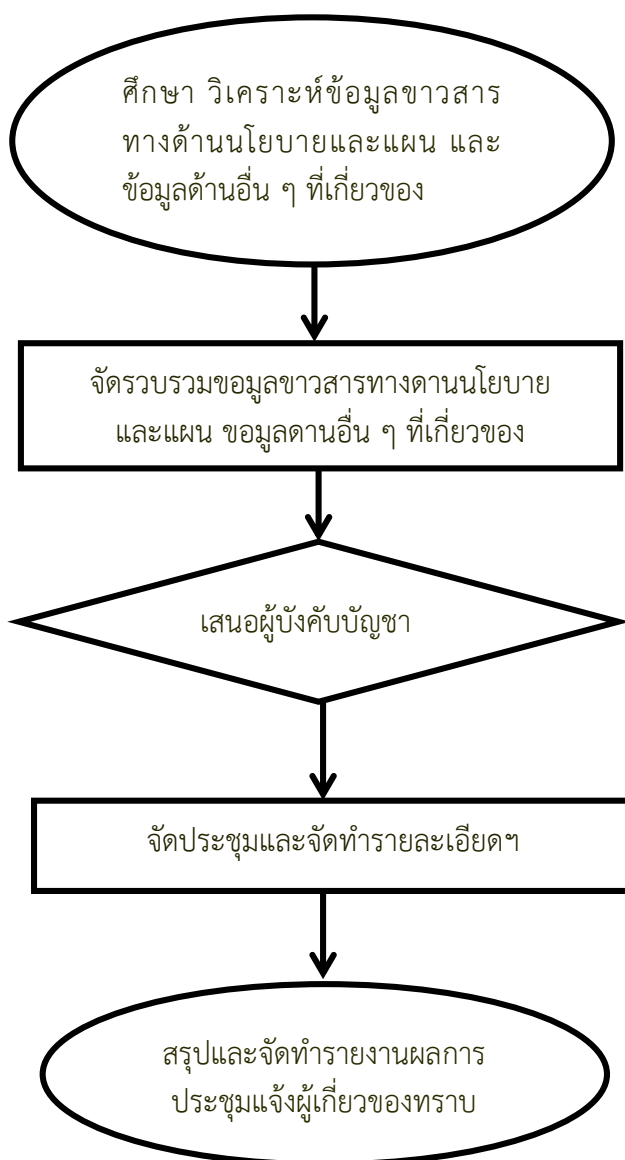 ศึกษา วิเคราะห์ข้อมูลขาวสาร
ทางด้านนโยบายและแผน และ
ข้อมูลด้านอื่น ๆ ที่เกี่ยวของ
จัดรวบรวมขอมูลขาวสารทางดานนโยบาย
และแผน ขอมูลดานอื่น ๆ ที่เกี่ยวของ
เสนอผู้บังคับบัญชา
จัดประชุมและจัดทำรายละเอียดฯ
สรุปและจัดทำรายงานผลการ
ประชุมแจ้งผู้เกี่ยวของทราบ